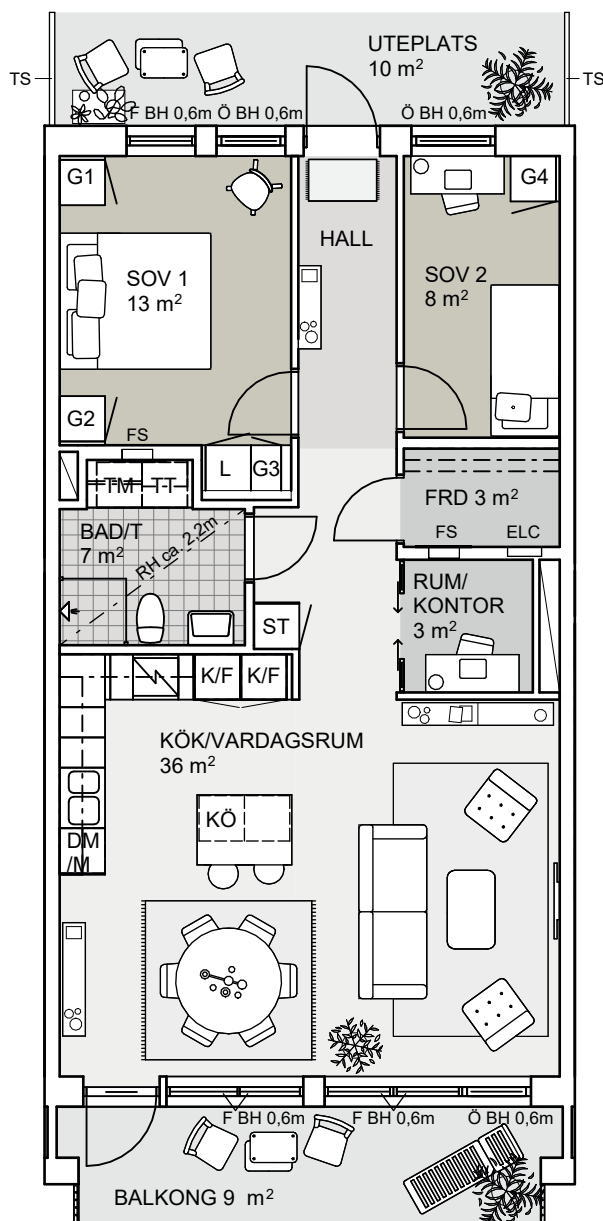 UTEPLATS
10 m²
TS
TS
F BH 0,6m
Ö BH 0,6m
Ö BH 0,6m
G1
G4
HALL
SOV 1
13 m²
SOV 2
8 m²
G2
FS
L
G3
TM
TT
FRD 3 m²
BAD/T
7 m²
RH ca. 2,2m
FS
ELC
RUM/
KONTOR
3 m²
ST
K/F
K/F
KÖK/VARDAGSRUM
36 m²
KÖ
DM
/M
F BH 0,6m
F BH 0,6m
Ö BH 0,6m
BALKONG 9 m²